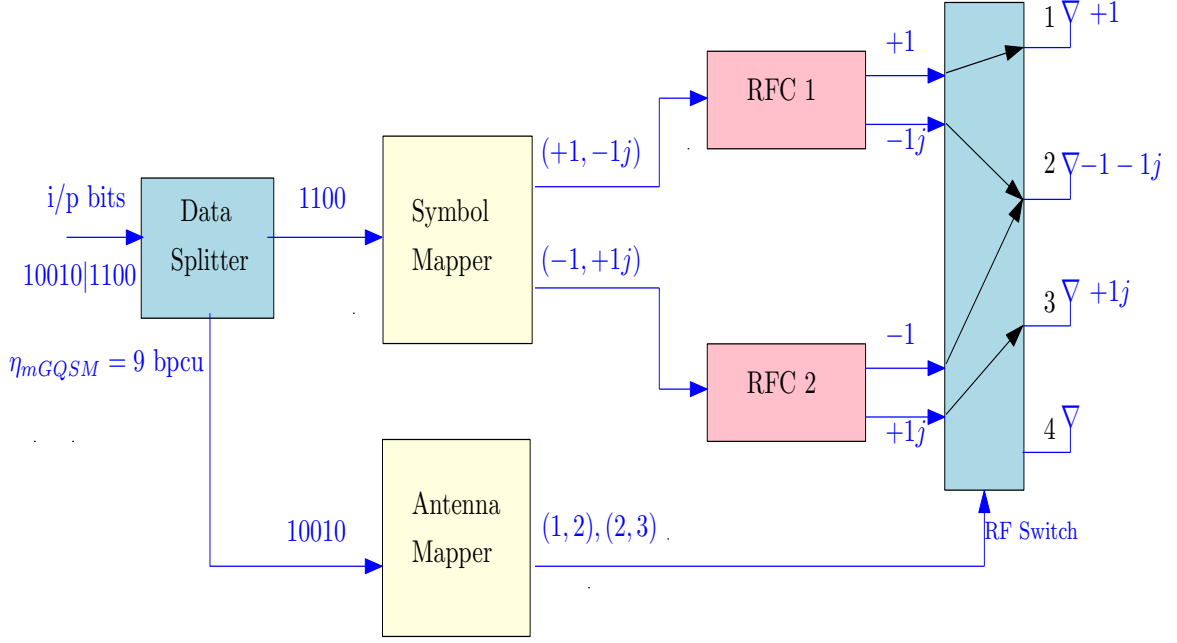 i/p bits
10010|1100
Data
Splitter
η_{mGQSM} = 9 bpcu
1100
10010
Symbol
Mapper
(+1, −1j)
(−1, +1j)
Antenna
Mapper
(1, 2), (2, 3)
RFC 1
+1
−1j
RFC 2
−1
+1j
1 ∇ +1
2 ∇ −1 − 1j
3 ∇ +1j
4 ∇
RF Switch